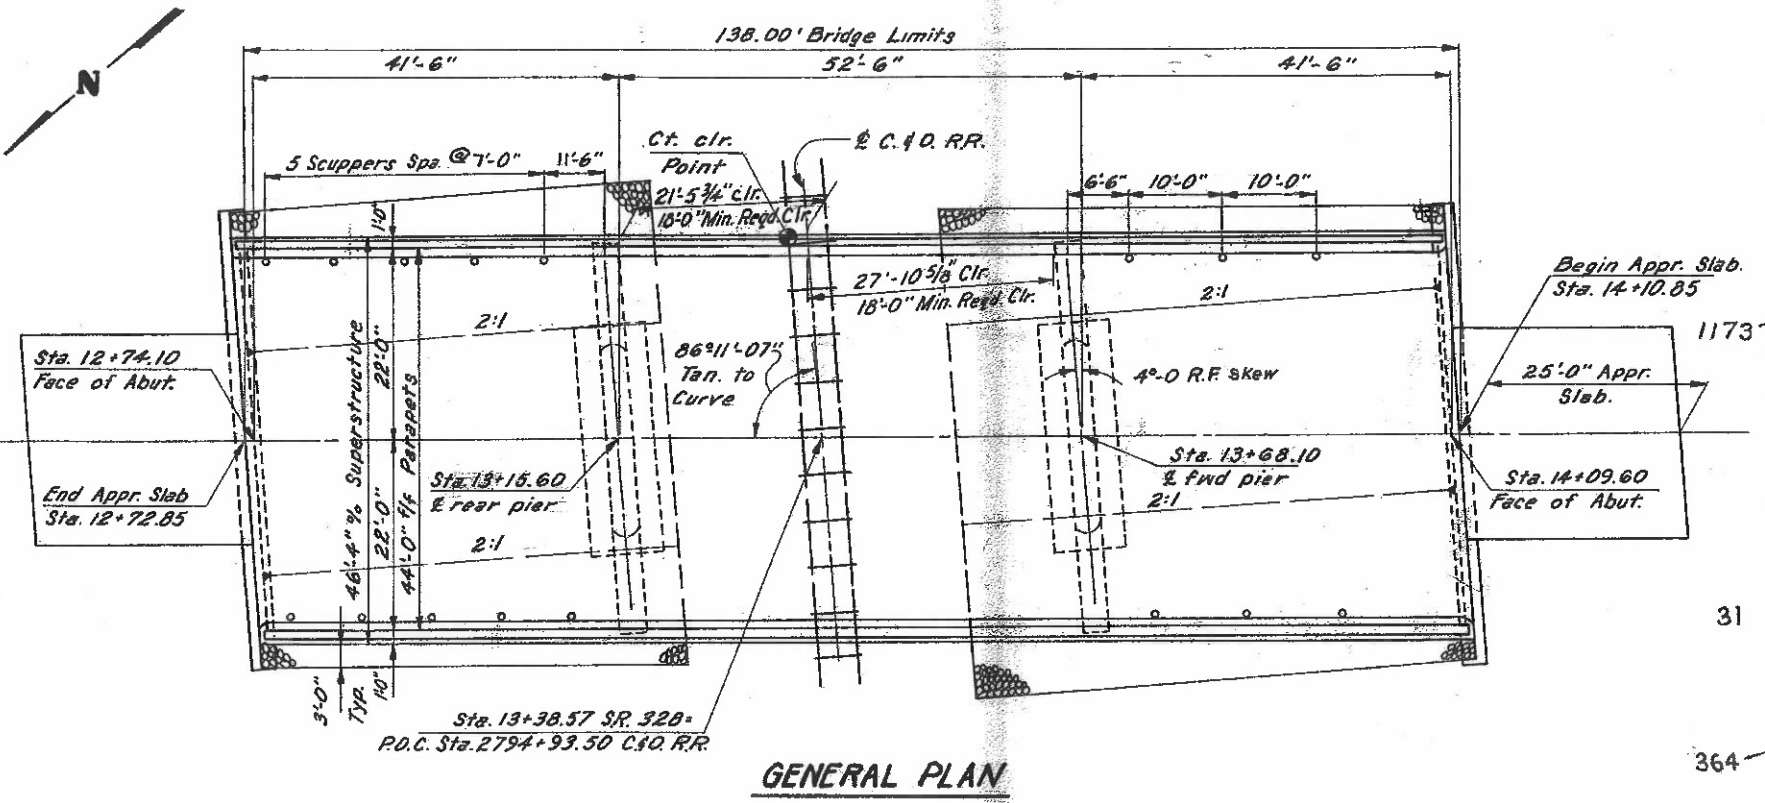 138.00' Bridge Limits
41'-6"
52'-6"
41'-6"
N
Ct. clr.
Point
₵ C.&O. R.R.
5 Scuppers Spa. @ 7'-0"
11'-6"
21'-5¾" clr.
18'-0" Min. Reqd. Clr.
6'-6"
10'-0"
10'-0"
1'-0"
27'-10⅝" Clr.
18'-0" Min. Reqd. Clr.
Begin Appr. Slab.
Sta. 14+10.85
2:1
2:1
1173
Sta. 12+74.10
Face of Abut.
86°11'-07"
Tan. to
Curve
4°-0 R.F. Skew
25'-0" Appr.
Slab.
46'-4" % Superstructure
22'-0"
22'-0"
44'-0" f/f Parapets
Sta. 13+15.60
₵ rear pier
Sta. 13+68.10
₵ fwd pier
2:1
Sta. 14+09.60
Face of Abut.
End Appr. Slab
Sta. 12+72.85
2:1
31
3'-0"
Typ.
1'-0"
Sta. 13+38.57 S.R. 328=
P.O.C. Sta. 2794+93.50 C.&O. R.R.
GENERAL PLAN
364